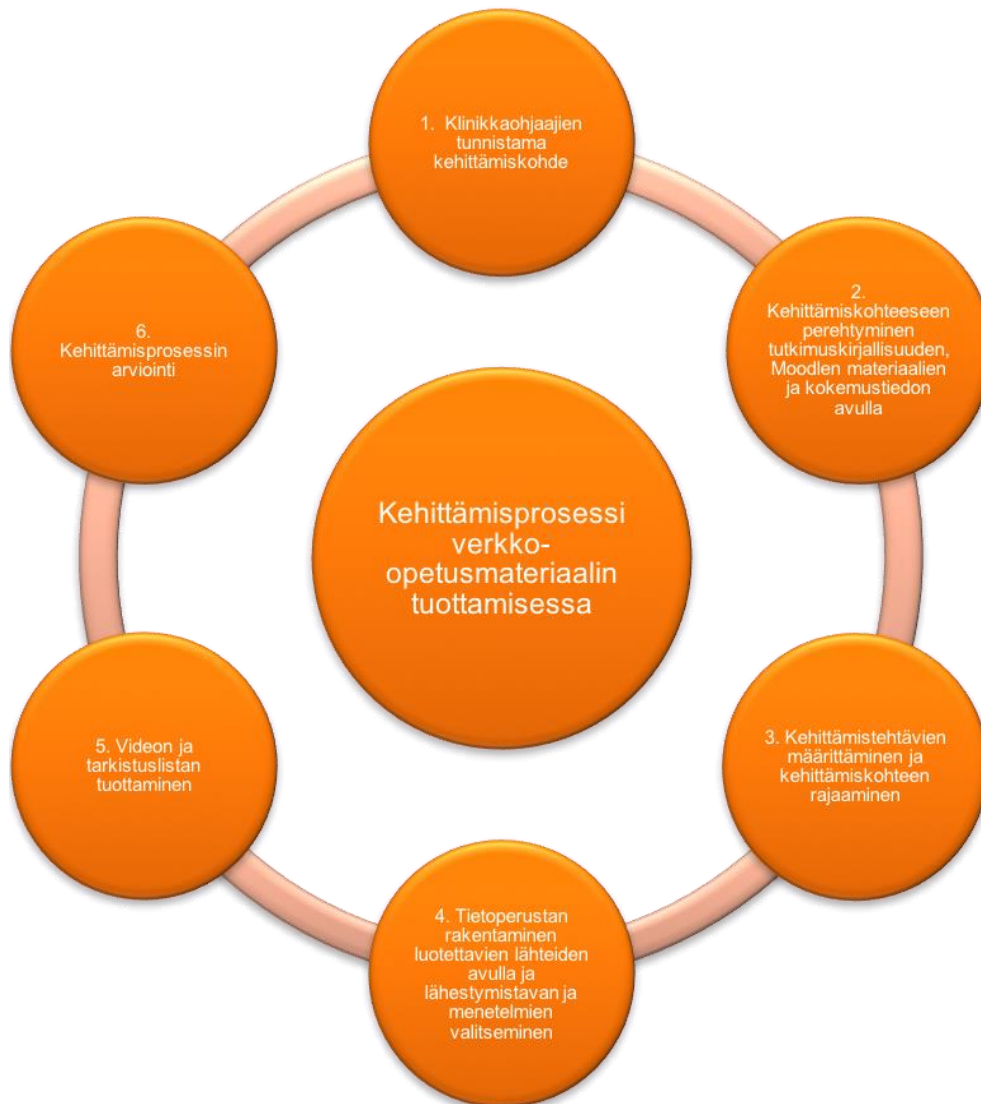 1. Klinikkaohjaajien
tunnistama
kehittämiskohde
2.
Kehittämiskohteeseen
perehtyminen
tutkimuskirjallisuuden,
Moodlen materiaalien
ja kokemustiedon
avulla
3. Kehittämistehtävien
määrittäminen ja
kehittämiskohteen
rajaaminen
4. Tietoperustan
rakentaminen
luotettavien lähteiden
avulla ja
lähestymistavan ja
menetelmien
valitseminen
5. Videon ja
tarkistuslistan
tuottaminen
6.
Kehittämisprosessin
arviointi
Kehittämisprosessi
verkko-
opetusmateriaalin
tuottamisessa